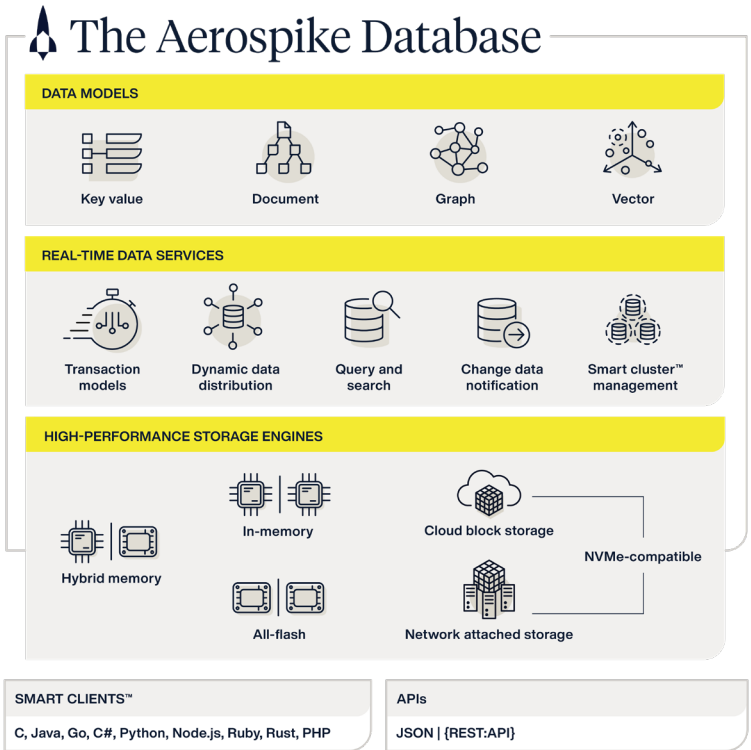 The Aerospike Database
DATA MODELS
Key value
Document
Graph
Vector
REAL-TIME DATA SERVICES
Transaction
models
Dynamic data
distribution
Query and
search
Change data
notification
Smart cluster™
management
HIGH-PERFORMANCE STORAGE ENGINES
Hybrid memory
In-memory
All-flash
Cloud block storage
Network attached storage
NVMe-compatible
SMART CLIENTS™
C, Java, Go, C#, Python, Node.js, Ruby, Rust, PHP
APIs
JSON | {REST:API}